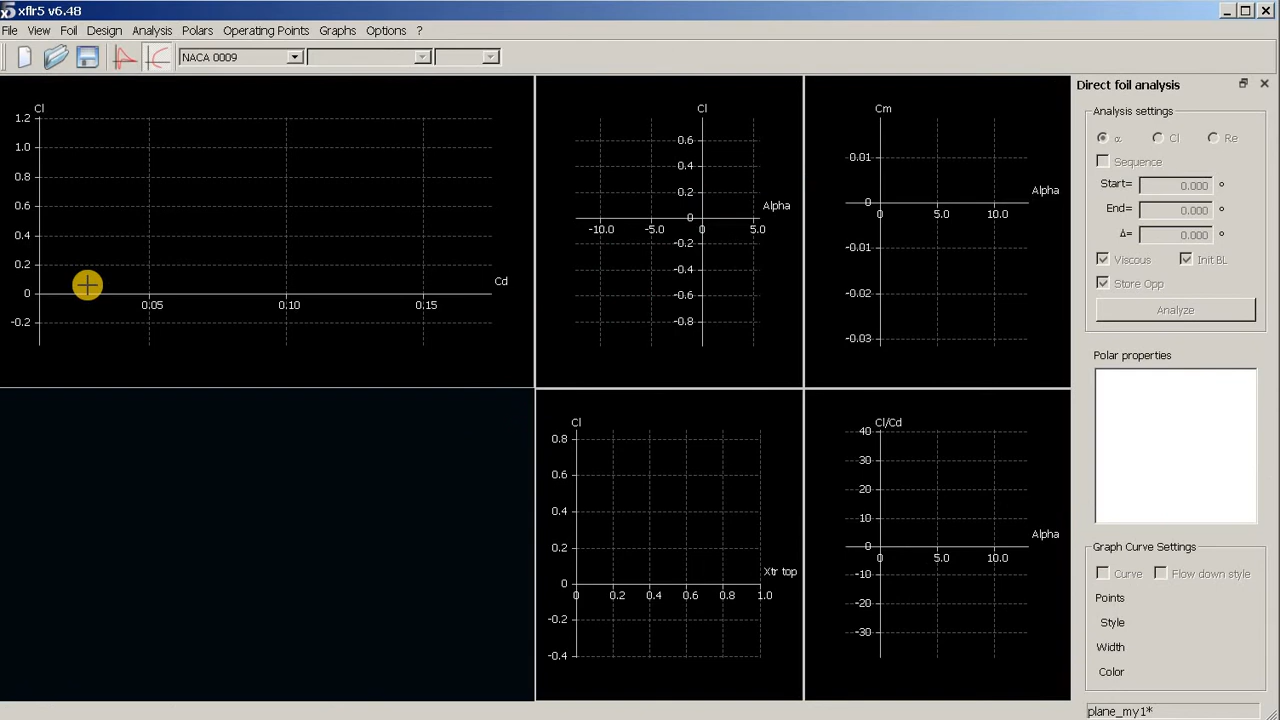 xflr5 v6.48
File View Foil Design Analysis Polars Operating Points Graphs Options ?
NACA 0009
Cl
1.2
1.0
0.8
0.6
0.4
0.2
0
-0.2
0.05 0.10 0.15
Cd
Cl
0.6
0.4
0.2
0
-0.2
-0.4
-0.6
-0.8
-10.0 -5.0 0 5.0
Alpha
Cm
0.01
0
-0.01
-0.02
-0.03
0 5.0 10.0
Alpha
Cl
0.8
0.6
0.4
0.2
0
-0.2
-0.4
0 0.2 0.4 0.6 0.8 1.0
Xtr top
Cl/Cd
40
30
20
10
0
-10
-20
-30
0 5.0 10.0
Alpha
Direct foil analysis
Analysis settings
α Cl Re
Sequence
Start= 0.000 °
End= 0.000 °
Δ= 0.000 °
Viscous Init BL
Store Opp
Analyze
Polar properties
Graph Curve Settings
Curve Flow down style
Points
Style
Width
Color
plane_my1*